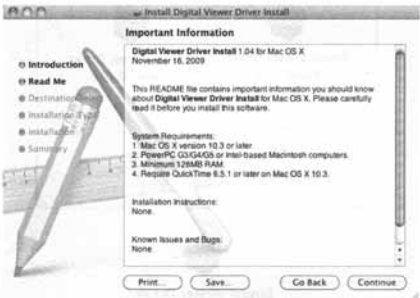 Install Digital Viewer Driver Install
Important Information
Introduction
Read Me
Destination
Installation Type
Installation
Summary
Digital Viewer Driver Install 1.04 for Mac OS X
November 16, 2009
This README file contains important information you should know
about Digital Viewer Driver Install for Mac OS X. Please carefully
read it before you install this software.
System Requirements:
1. Mac OS X version 10.3 or later
2. PowerPC G3/G4/G5 or Intel-based Macintosh computers.
3. Minimum 128MB RAM.
4. Require QuickTime 6.5.1 or later on Mac OS X 10.3.
Installation Instructions:
None.
Known Issues and Bugs:
None.
Print...
Save...
Go Back
Continue